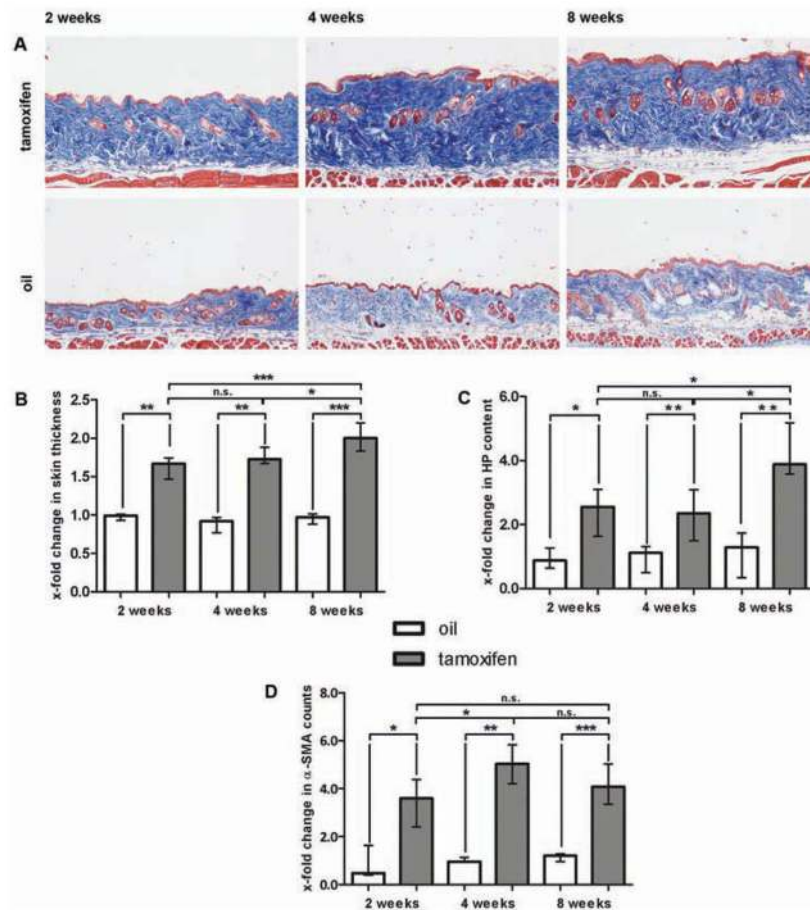 2 weeks 4 weeks 8 weeks
A
tamoxifen
oil
B
x-fold change in skin thickness
2.5
2.0
1.5
1.0
0.5
0.0
***
n.s. *
** ** ***
2 weeks 4 weeks 8 weeks
C
x-fold change in HP content
6.0
4.0
2.0
0.0
*
n.s. *
* ** **
2 weeks 4 weeks 8 weeks
oil
tamoxifen
D
x-fold change in α-SMA counts
8.0
6.0
4.0
2.0
0.0
n.s.
* n.s.
* ** ***
2 weeks 4 weeks 8 weeks